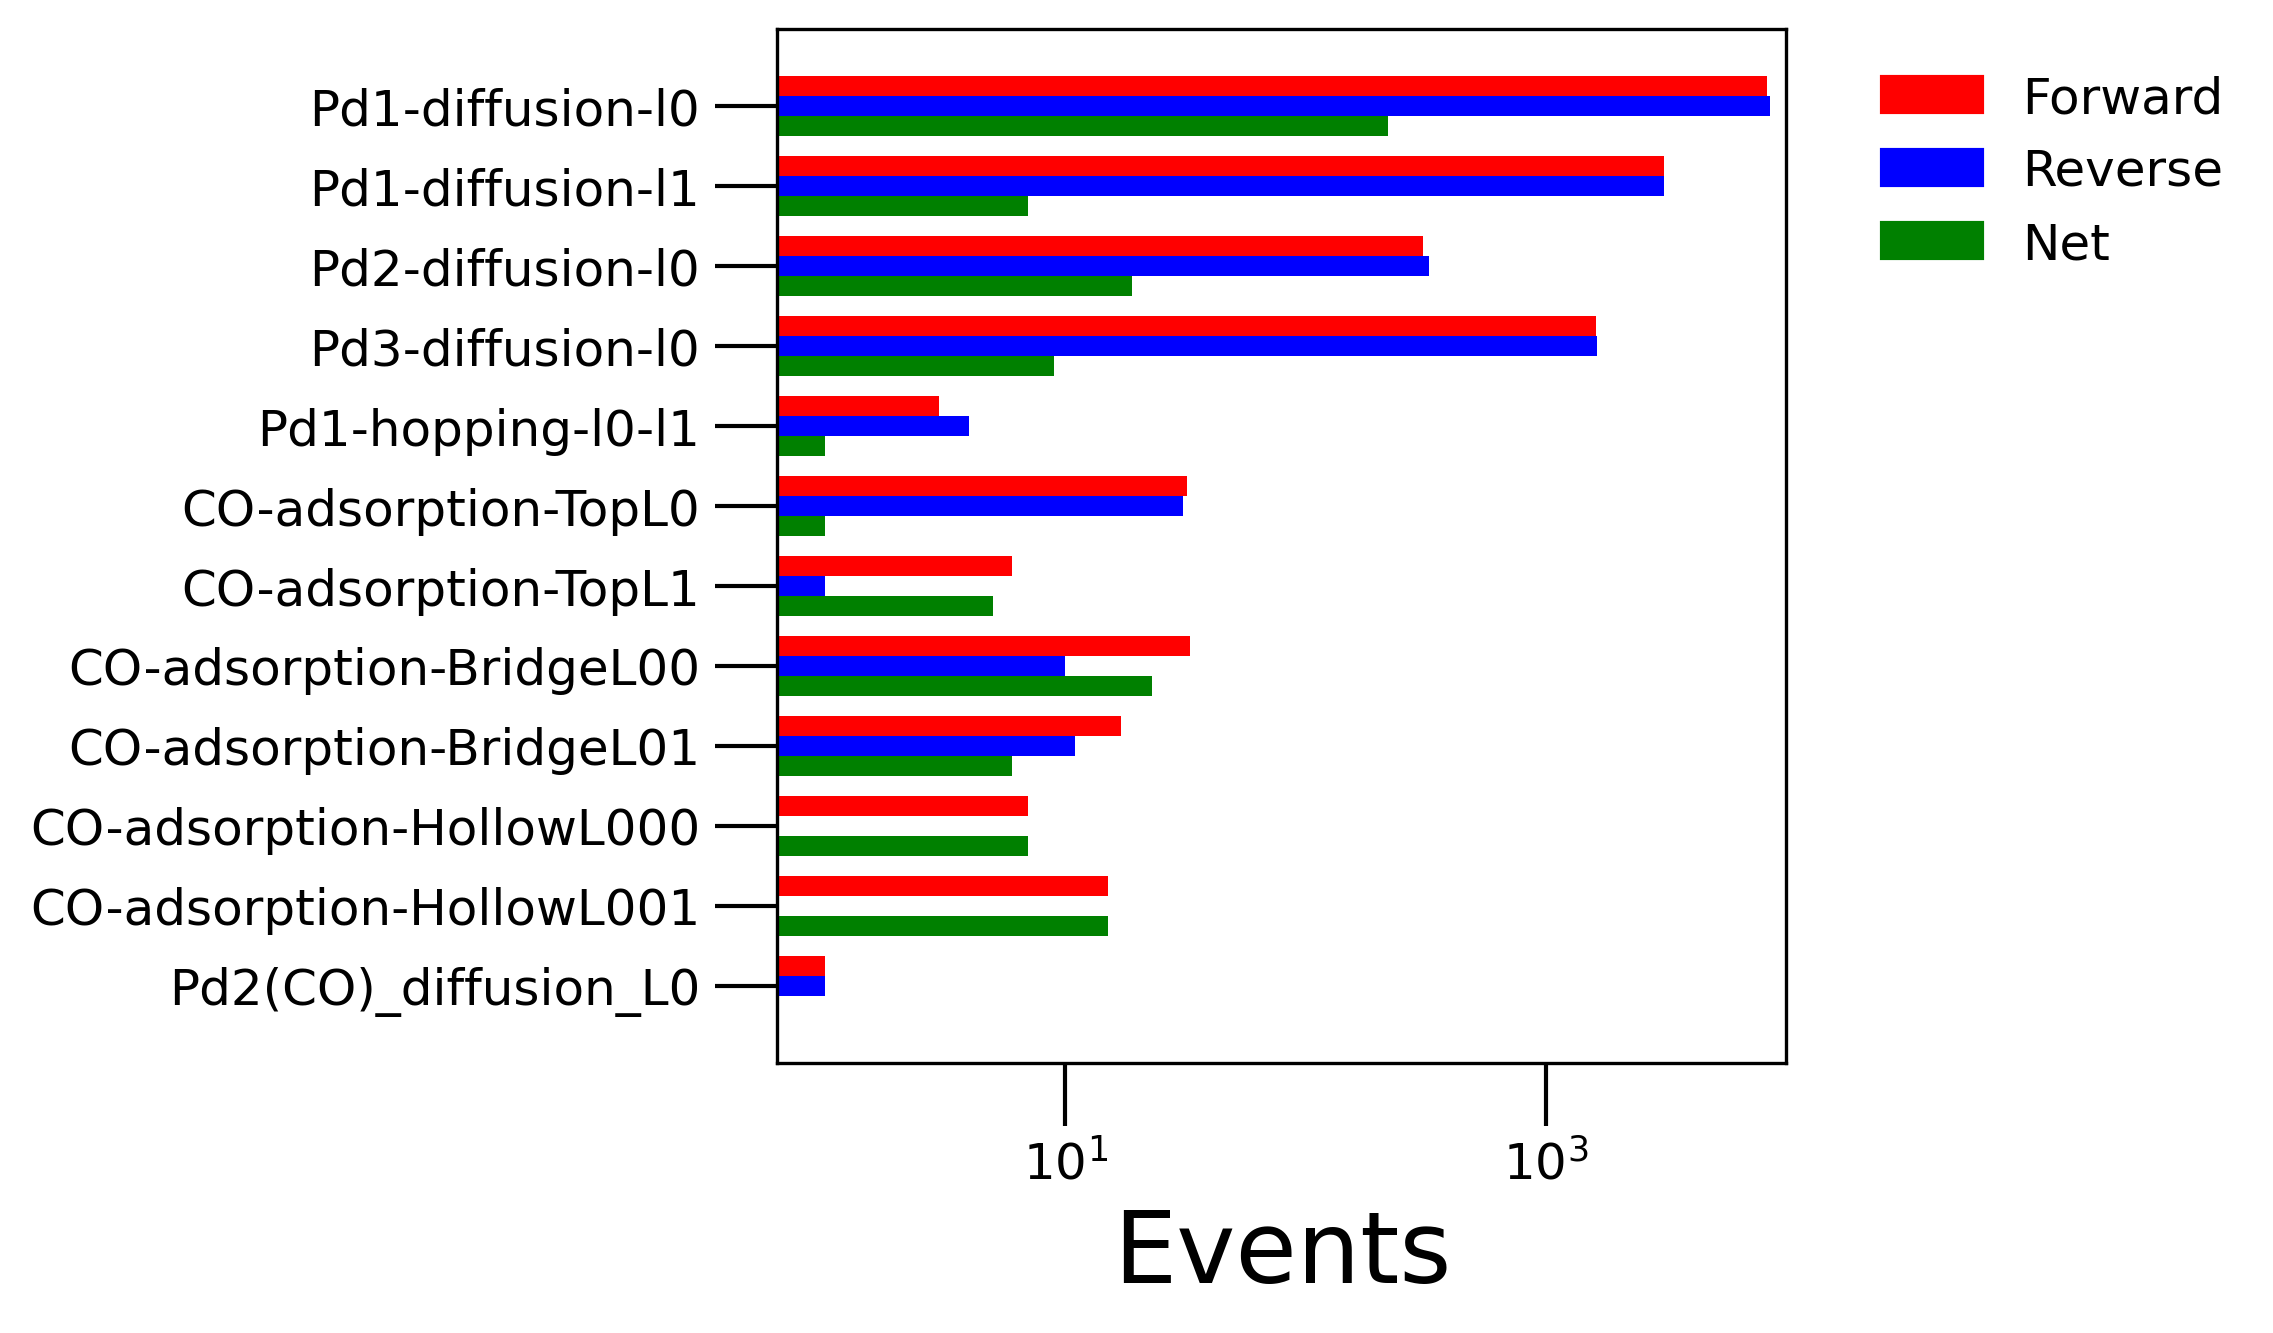 Pd1-diffusion-l0
Pd1-diffusion-l1
Pd2-diffusion-l0
Pd3-diffusion-l0
Pd1-hopping-l0-l1
CO-adsorption-TopL0
CO-adsorption-TopL1
CO-adsorption-BridgeL00
CO-adsorption-BridgeL01
CO-adsorption-HollowL000
CO-adsorption-HollowL001
Pd2(CO)_diffusion_L0
10¹ 10³
Events
Forward
Reverse
Net